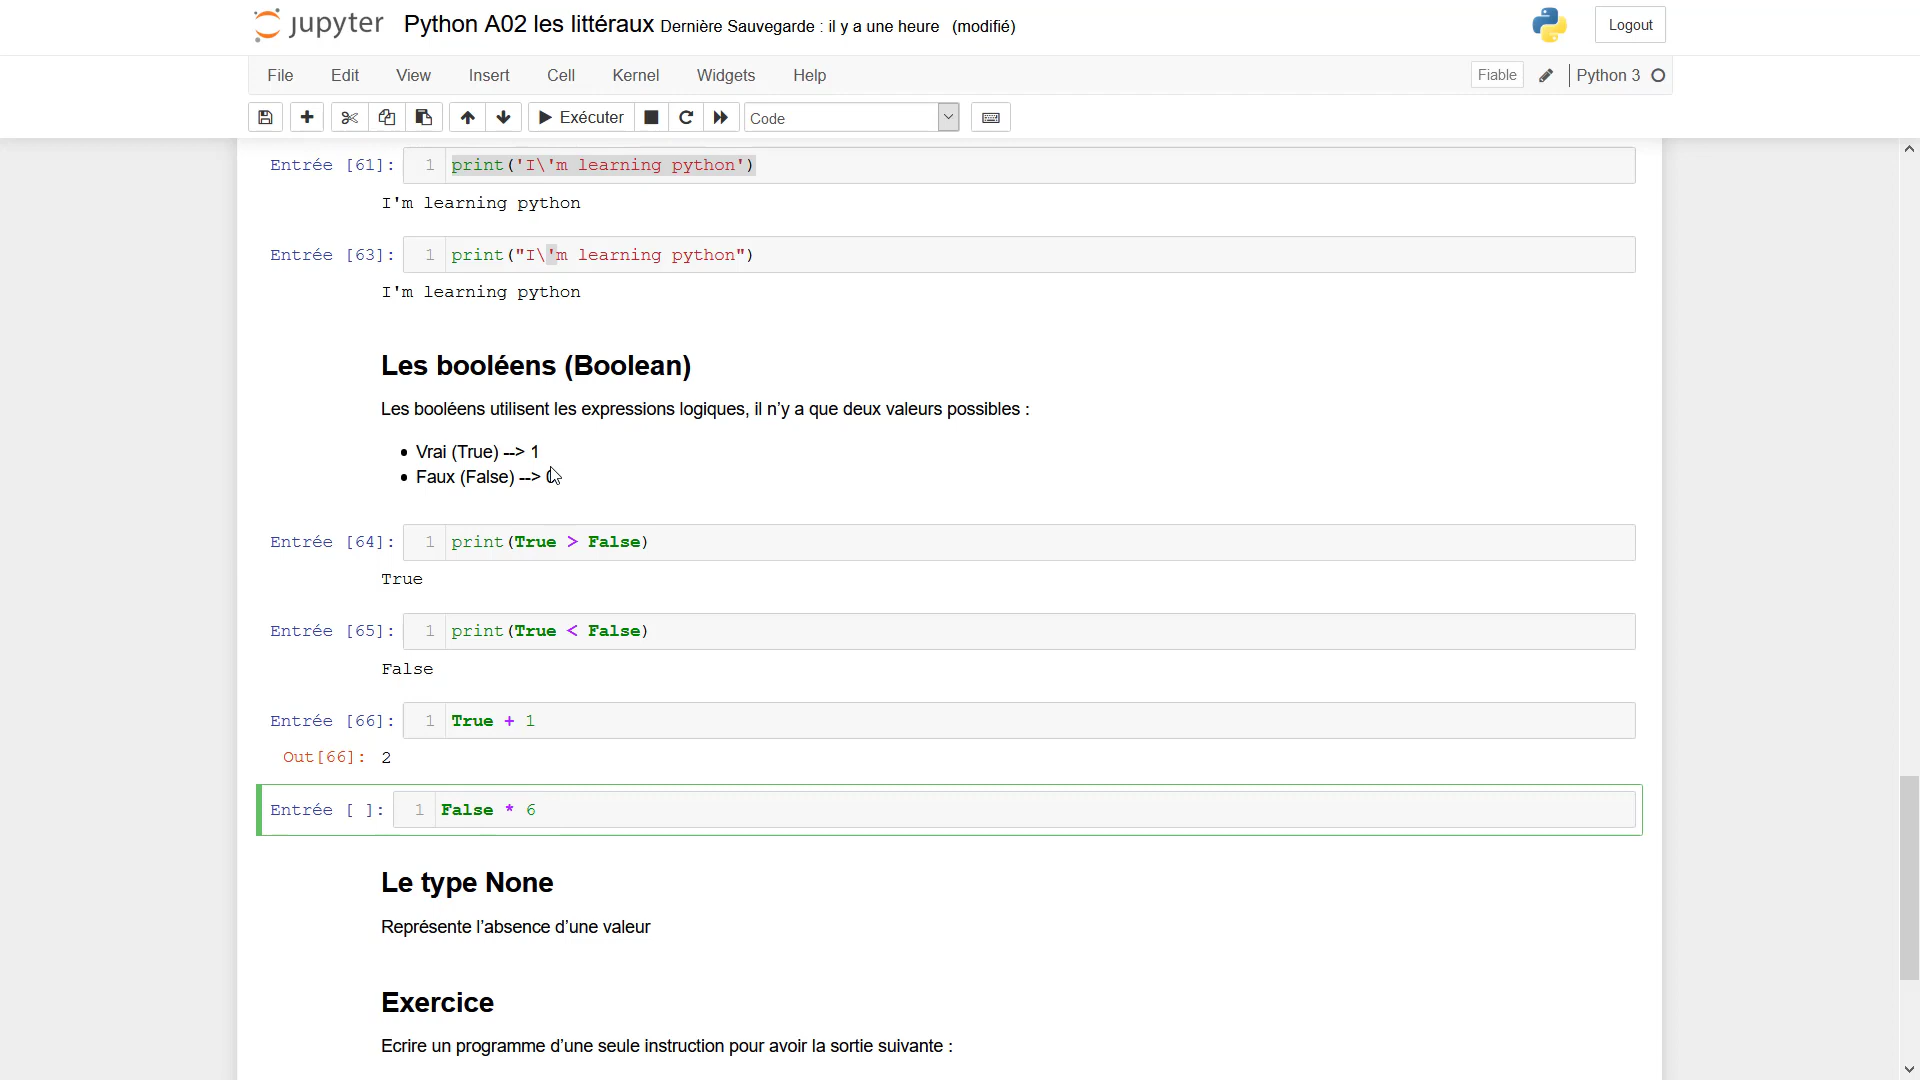 jupyter Python A02 les littéraux Dernière Sauvegarde : il y a une heure (modifié) Logout
File Edit View Insert Cell Kernel Widgets Help Fiable Python 3
Exécuter Code
Entrée [61]: 1 print('I\'m learning python')
I'm learning python
Entrée [63]: 1 print("I\'m learning python")
I'm learning python
Les booléens (Boolean)
Les booléens utilisent les expressions logiques, il n’y a que deux valeurs possibles :
• Vrai (True) --> 1
• Faux (False) --> 0
Entrée [64]: 1 print(True > False)
True
Entrée [65]: 1 print(True < False)
False
Entrée [66]: 1 True + 1
Out[66]: 2
Entrée [ ]: 1 False * 6
Le type None
Représente l’absence d’une valeur
Exercice
Ecrire un programme d’une seule instruction pour avoir la sortie suivante :